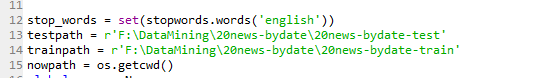 11
12 stop_words = set(stopwords.words('english'))
13 testpath = r'F:\DataMining\20news-bydate\20news-bydate-test'
14 trainpath = r'F:\DataMining\20news-bydate\20news-bydate-train'
15 nowpath = os.getcwd()